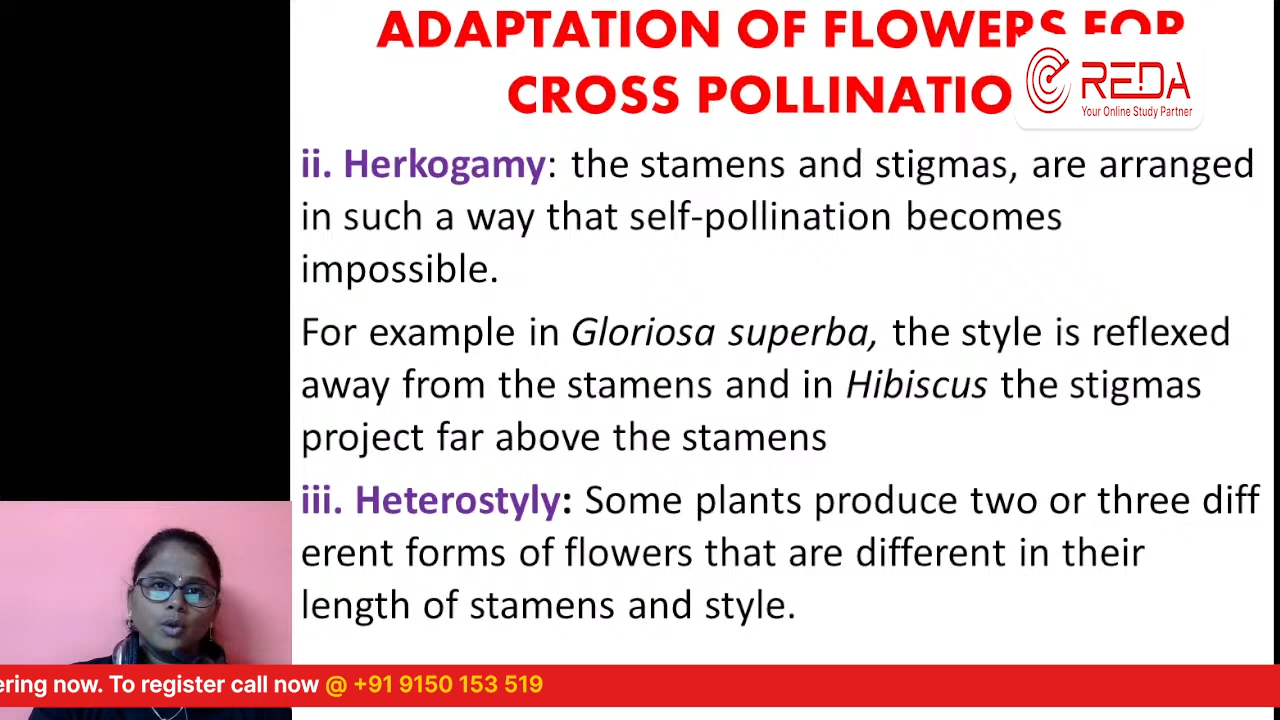 ADAPTATION OF FLOWERS FOR
CROSS POLLINATIO
REDA
Your Online Study Partner
ii. Herkogamy: the stamens and stigmas, are arranged
in such a way that self-pollination becomes
impossible.
For example in Gloriosa superba, the style is reflexed
away from the stamens and in Hibiscus the stigmas
project far above the stamens
iii. Heterostyly: Some plants produce two or three diff
erent forms of flowers that are different in their
length of stamens and style.
ering now. To register call now @ +91 9150 153 519